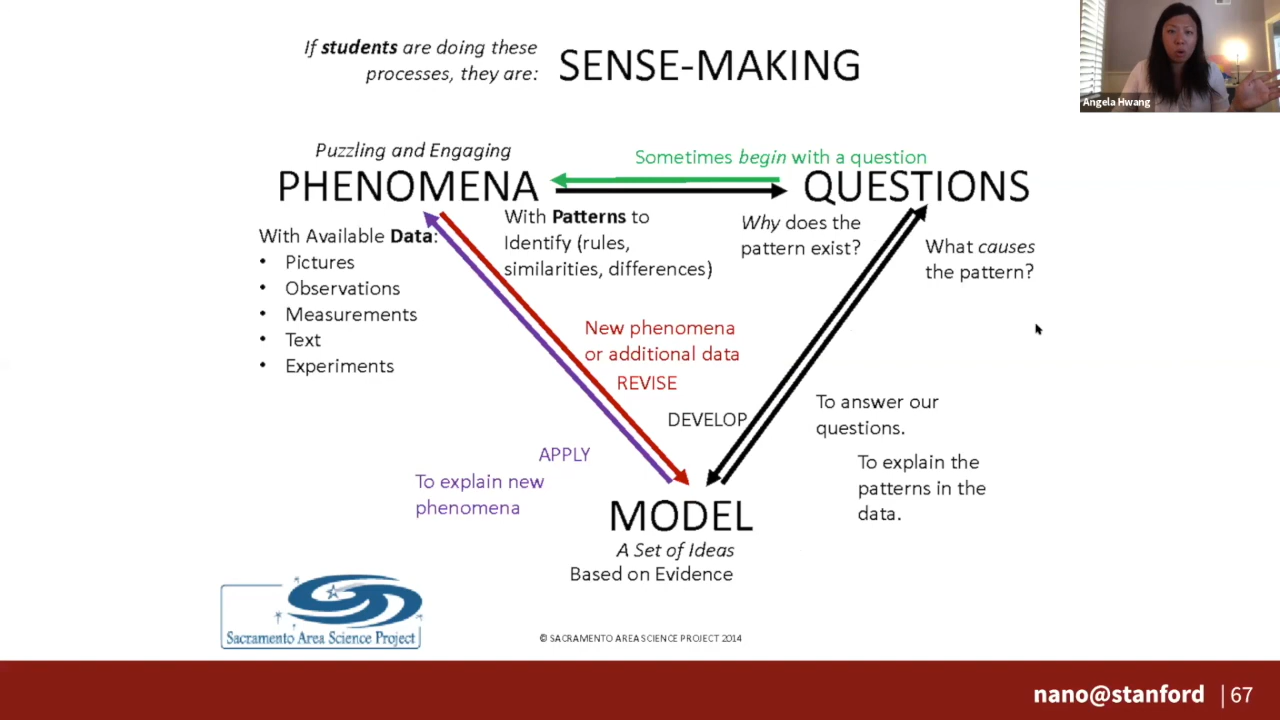 If students are doing these
processes, they are:
SENSE-MAKING
Angela Hwang
Puzzling and Engaging
PHENOMENA
Sometimes begin with a question
QUESTIONS
With Available Data:
• Pictures
• Observations
• Measurements
• Text
• Experiments
With Patterns to
Identify (rules,
similarities, differences)
Why does the
pattern exist?
What causes
the pattern?
New phenomena
or additional data
REVISE
DEVELOP
To answer our
questions.
To explain the
patterns in the
data.
APPLY
To explain new
phenomena
MODEL
A Set of Ideas
Based on Evidence
Sacramento Area Science Project
© SACRAMENTO AREA SCIENCE PROJECT 2014
nano@stanford | 67